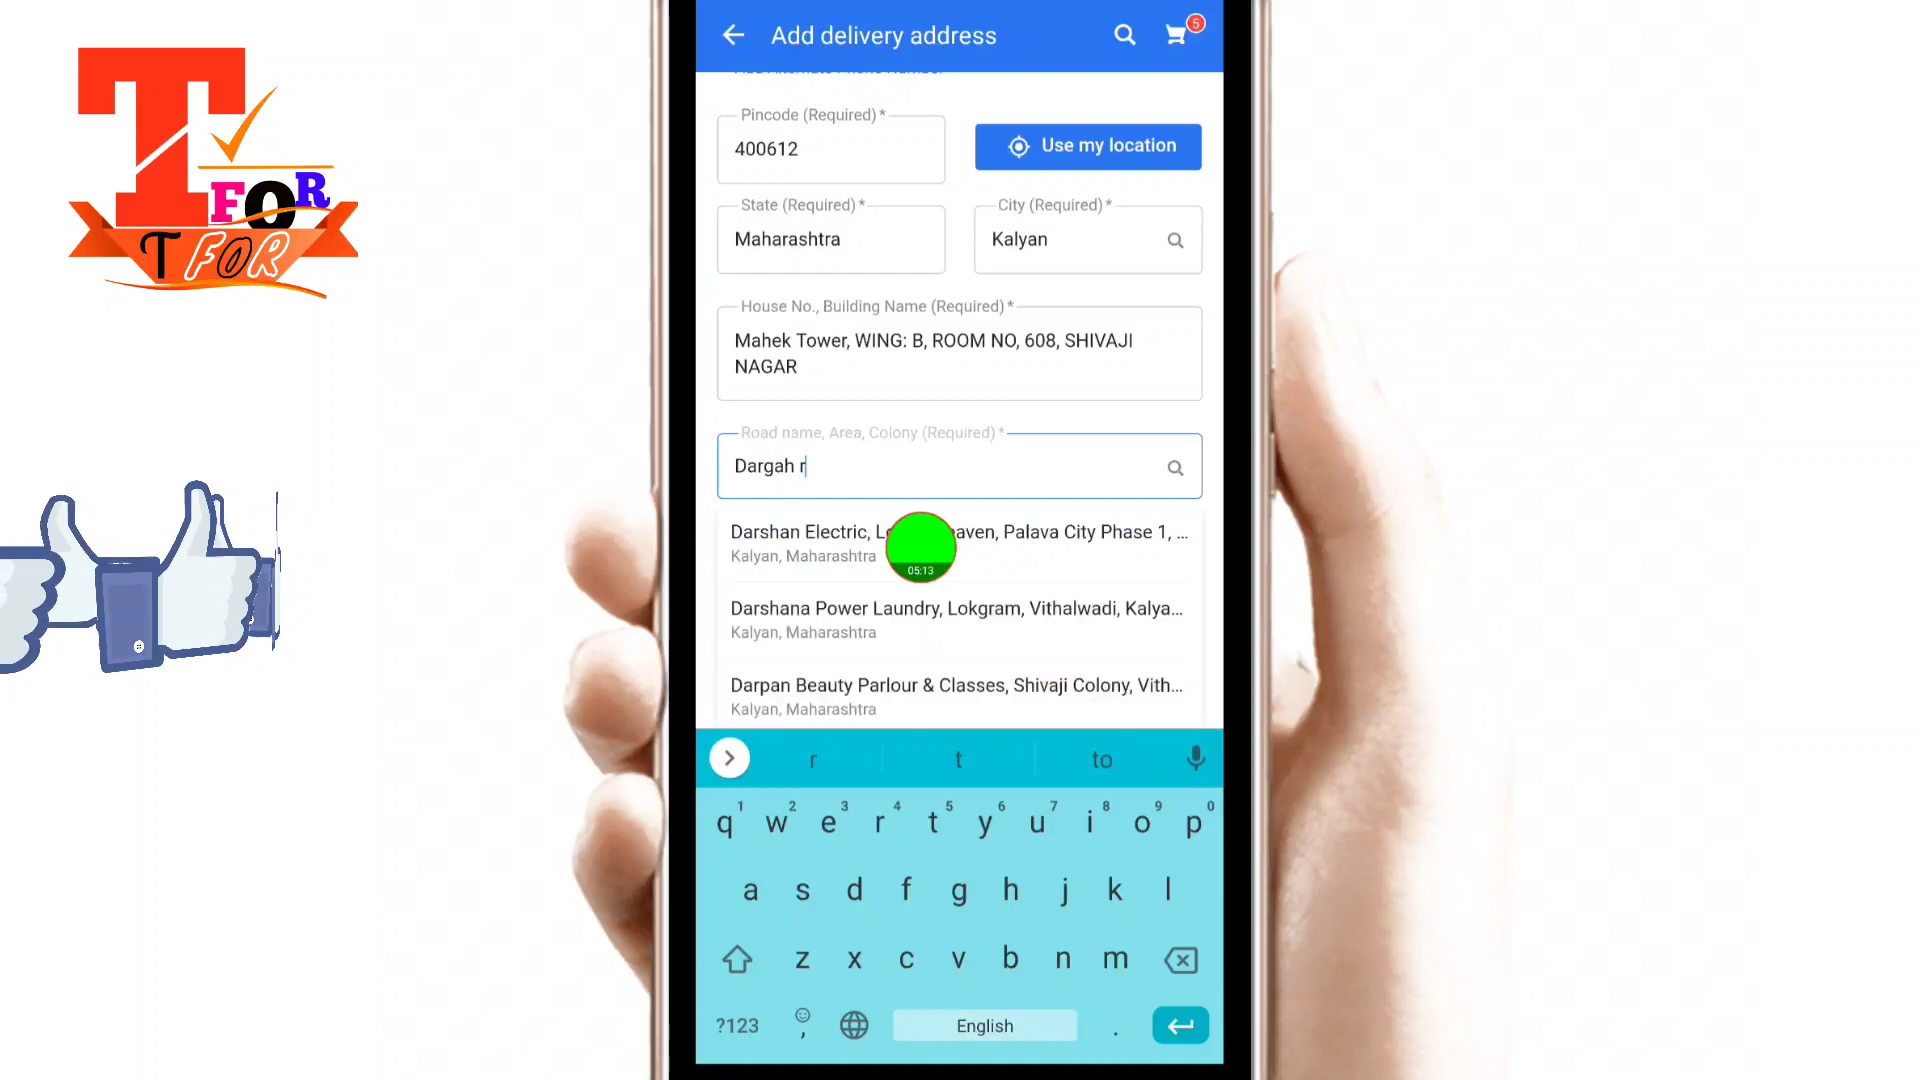 T
FOR
T FOR
Add delivery address
5
Pincode (Required)*
400612
Use my location
State (Required)*
Maharashtra
City (Required)*
Kalyan
House No., Building Name (Required)*
Mahek Tower, WING: B, ROOM NO, 608, SHIVAJI
NAGAR
Road name, Area, Colony (Required)*
Dargah r
Darshan Electric, aven, Palava City Phase 1, ...
Kalyan, Maharashtra
05:13
Darshana Power Laundry, Lokgram, Vithalwadi, Kalya...
Kalyan, Maharashtra
Darpan Beauty Parlour & Classes, Shivaji Colony, Vith...
Kalyan, Maharashtra
r t to
1 2 3 4 5 6 7 8 9 0
q w e r t y u i o p
a s d f g h j k l
z x c v b n m
?123 , English .